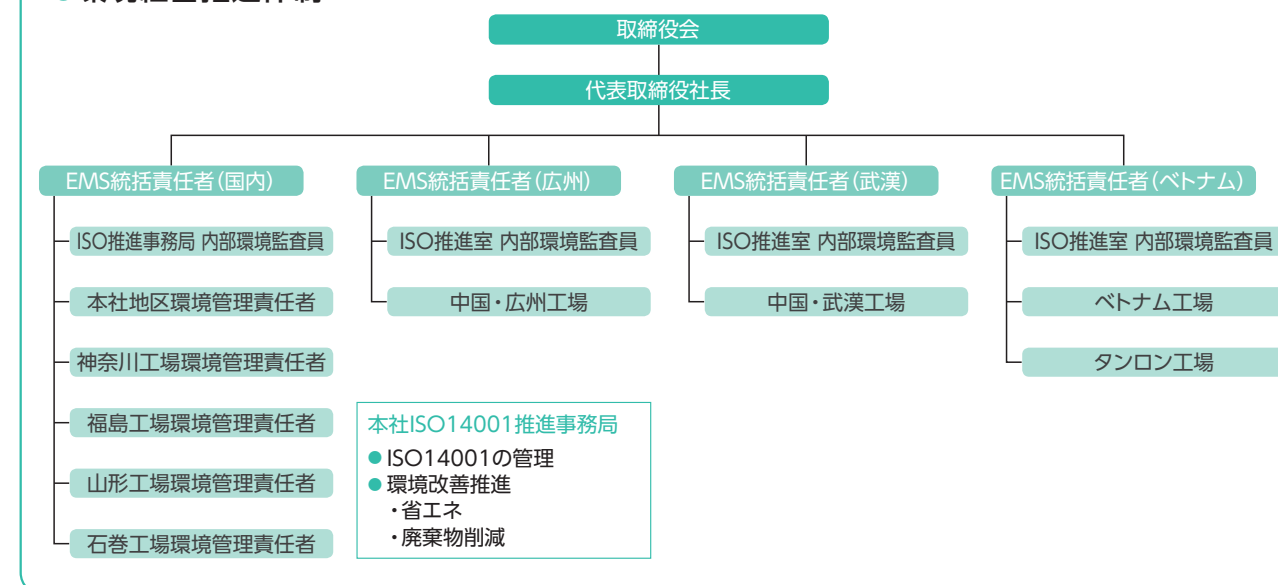 取締役会
代表取締役社長
EMS統括責任者(国内)
ISO推進事務局 内部環境監査員
本社地区環境管理責任者
神奈川工場環境管理責任者
福島工場環境管理責任者
山形工場環境管理責任者
石巻工場環境管理責任者
EMS統括責任者(広州)
ISO推進室 内部環境監査員
中国・広州工場
EMS統括責任者(武漢)
ISO推進室 内部環境監査員
中国・武漢工場
EMS統括責任者(ベトナム)
ISO推進室 内部環境監査員
ベトナム工場
タンロン工場
本社ISO14001推進事務局
●ISO14001の管理
●環境改善推進
・省エネ
・廃棄物削減